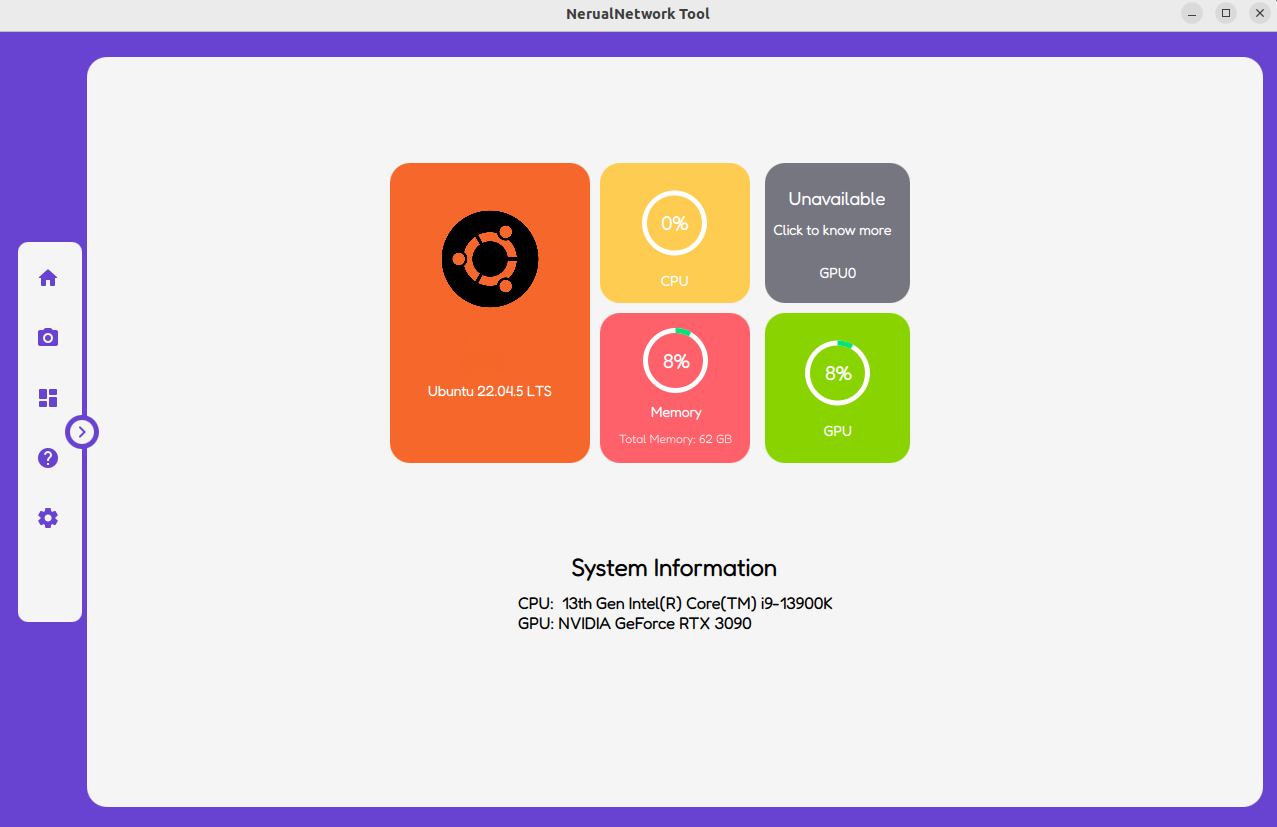 NerualNetwork Tool
Ubuntu 22.04.5 LTS
0%
CPU
Unavailable
Click to know more
GPU0
8%
Memory
Total Memory: 62 GB
8%
GPU
System Information
CPU:  13th Gen Intel(R) Core(TM) i9-13900K
GPU: NVIDIA GeForce RTX 3090